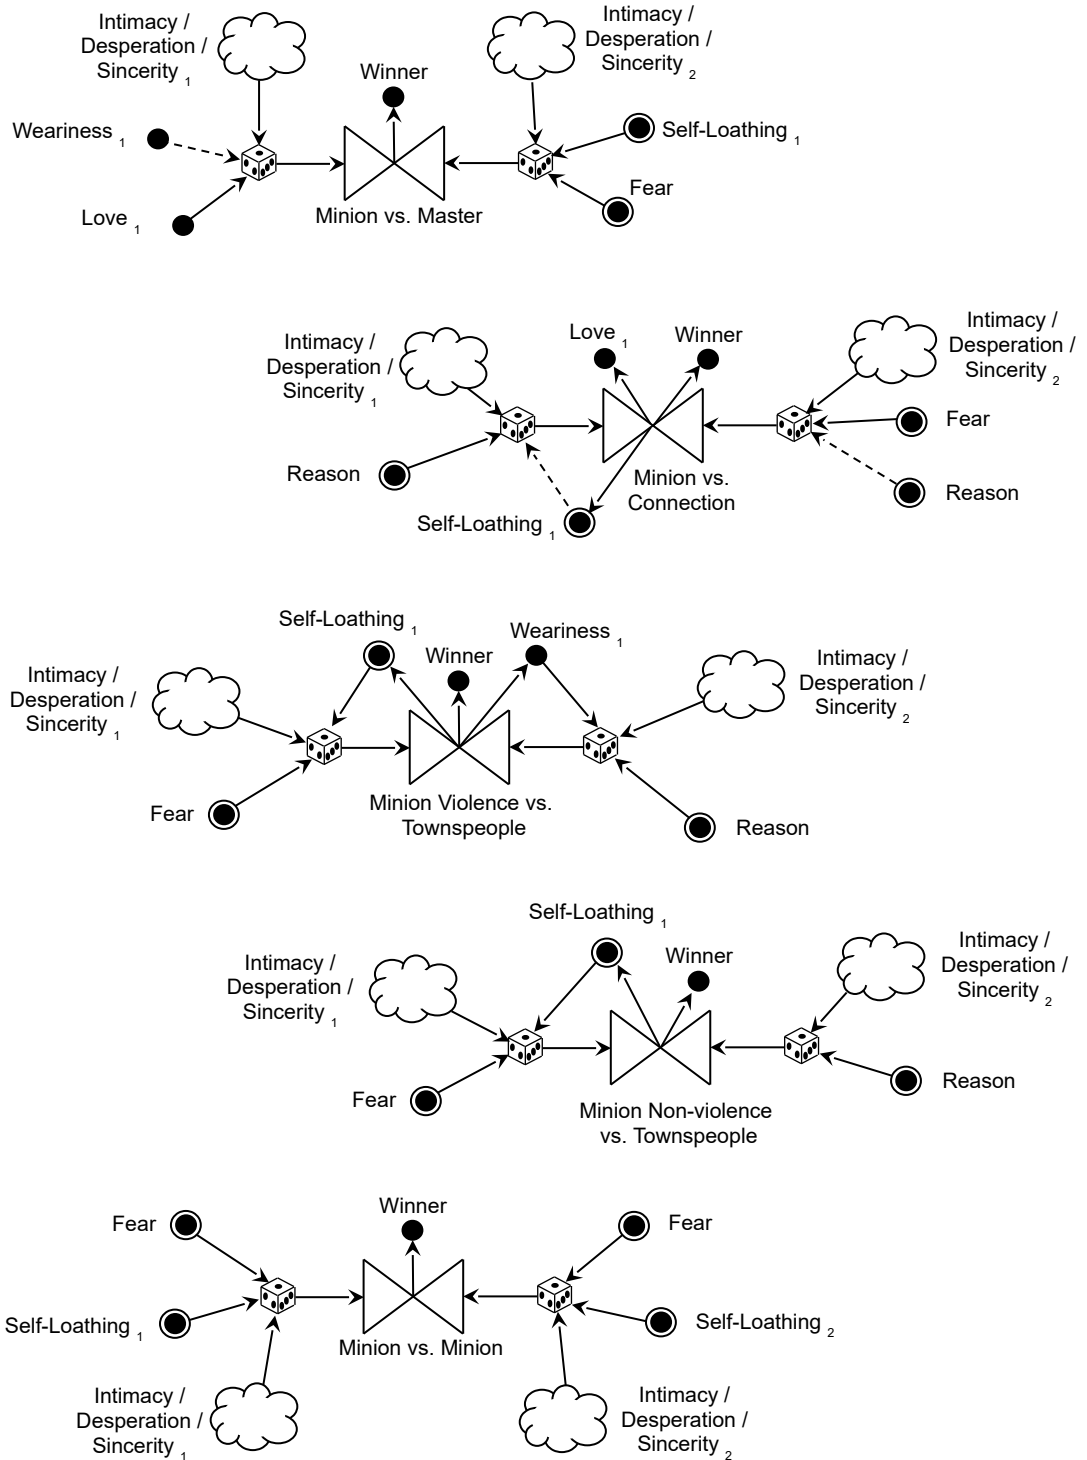 Intimacy /
Desperation /
Sincerity 1
Intimacy /
Desperation /
Sincerity 2
Winner
Weariness 1
Self-Loathing 1
Love 1
Fear
Minion vs. Master
Intimacy /
Desperation /
Sincerity 1
Love 1
Winner
Intimacy /
Desperation /
Sincerity 2
Fear
Reason
Minion vs.
Connection
Reason
Self-Loathing 1
Self-Loathing 1
Weariness 1
Winner
Intimacy /
Desperation /
Sincerity 1
Intimacy /
Desperation /
Sincerity 2
Fear
Minion Violence vs.
Townspeople
Reason
Self-Loathing 1
Winner
Intimacy /
Desperation /
Sincerity 1
Intimacy /
Desperation /
Sincerity 2
Fear
Reason
Minion Non-violence
vs. Townspeople
Winner
Fear
Fear
Self-Loathing 1
Self-Loathing 2
Minion vs. Minion
Intimacy /
Desperation /
Sincerity 1
Intimacy /
Desperation /
Sincerity 2